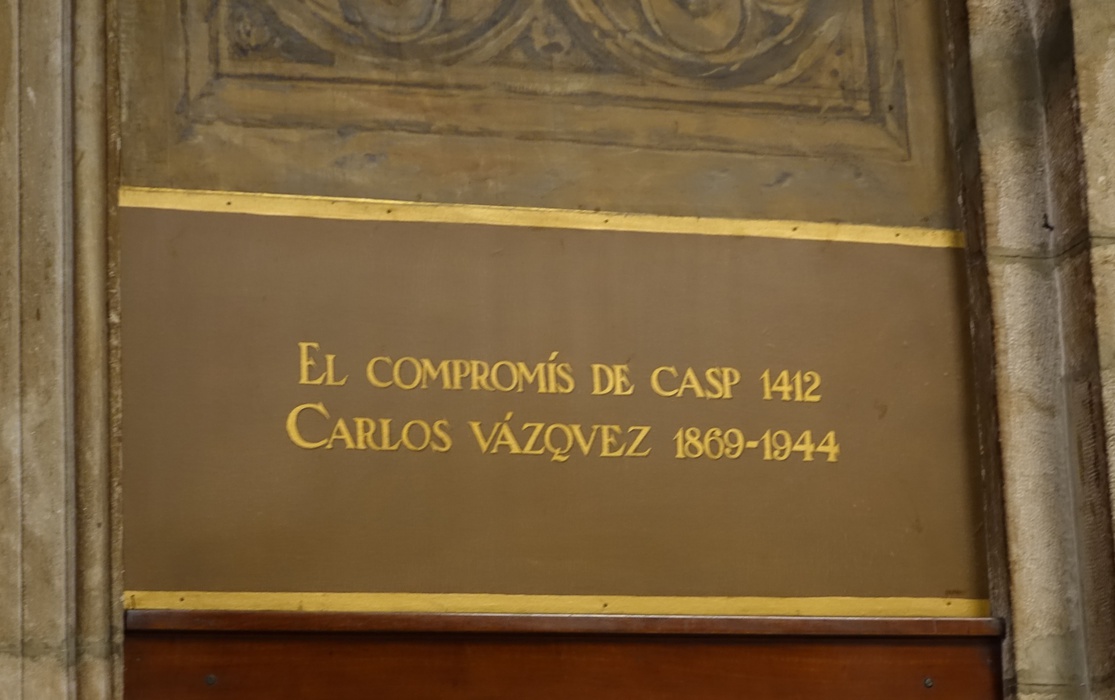 EL COMPROMÍS DE CASP 1412
CARLOS VÁZQVEZ 1869-1944